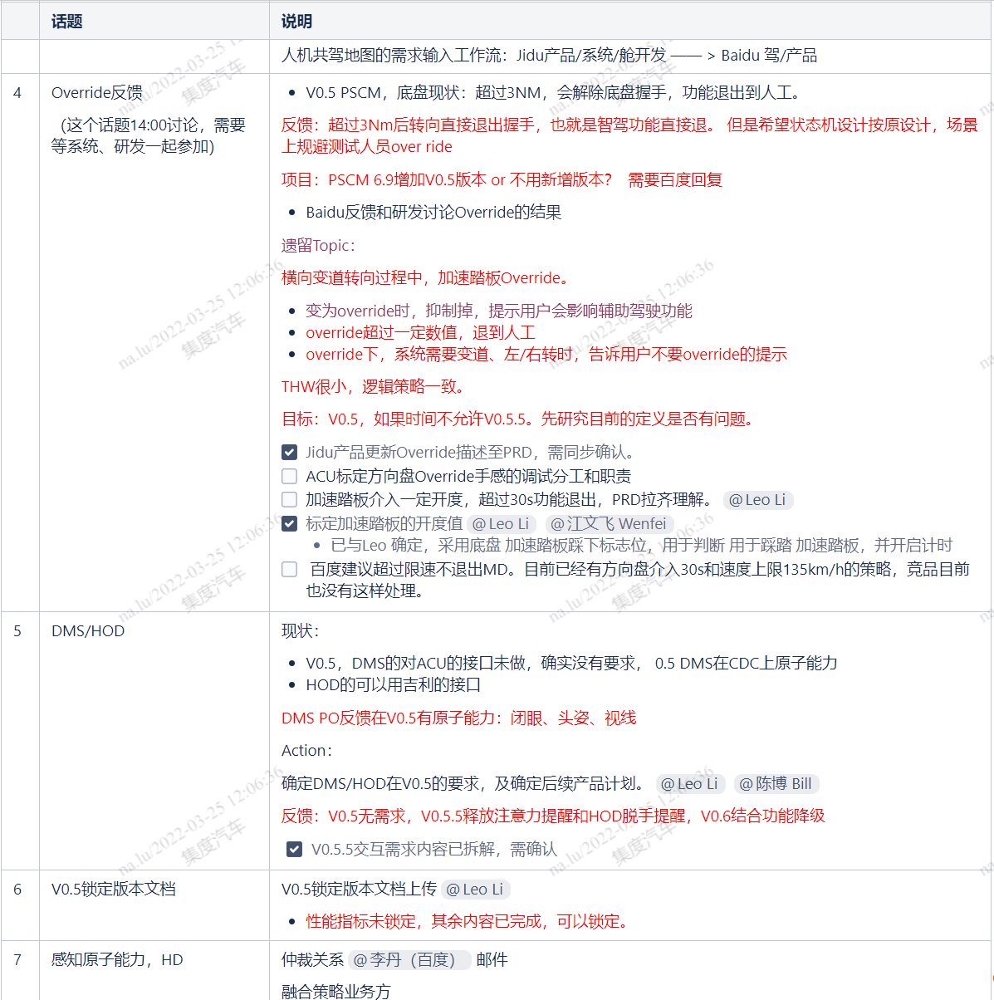 话题 说明
人机共驾地图的需求输入工作流：Jidu产品/系统/舱开发 —— > Baidu 驾/产品
4 Override反馈
（这个话题14:00讨论，需要
等系统、研发一起参加)
V0.5 PSCM，底盘现状：超过3NM，会解除底盘握手，功能退出到人工。
反馈：超过3Nm后转向直接退出握手，也就是智驾功能直接退。 但是希望状态机设计按原设计，场景
上规避测试人员over ride
项目：PSCM 6.9增加V0.5版本 or 不用新增版本？ 需要百度回复
Baidu反馈和研发讨论Override的结果
遗留Topic：
横向变道转向过程中，加速踏板Override。
变为override时，抑制掉，提示用户会影响辅助驾驶功能
override超过一定数值，退到人工
override下，系统需要变道、左/右转时，告诉用户不要override的提示
THW很小，逻辑策略一致。
目标：V0.5，如果时间不允许V0.5.5。先研究目前的定义是否有问题。
Jidu产品更新Override描述至PRD，需同步确认。
ACU标定方向盘Override手感的调试分工和职责
加速踏板介入一定开度，超过30s功能退出，PRD拉齐理解。 @Leo Li
标定加速踏板的开度值 @Leo Li @江文飞 Wenfei
已与Leo 确定，采用底盘 加速踏板踩下标志位，用于判断 用于踩踏 加速踏板，并开启计时
百度建议超过限速不退出MD。目前已经有方向盘介入30s和速度上限135km/h的策略，竞品目前
也没有这样处理。
5 DMS/HOD
现状：
V0.5，DMS的对ACU的接口未做，确实没有要求， 0.5 DMS在CDC上原子能力
HOD的可以用吉利的接口
DMS PO反馈在V0.5有原子能力：闭眼、头姿、视线
Action：
确定DMS/HOD在V0.5的要求，及确定后续产品计划。 @Leo Li @陈博 Bill
反馈：V0.5无需求，V0.5.5释放注意力提醒和HOD脱手提醒，V0.6结合功能降级
V0.5.5交互需求内容已拆解，需确认
6 V0.5锁定版本文档
V0.5锁定版本文档上传 @Leo Li
性能指标未锁定，其余内容已完成，可以锁定。
7 感知原子能力，HD
仲裁关系 @李丹（百度） 邮件
融合策略业务方
na.lu/2022-03-25 12:06:36
集度汽车